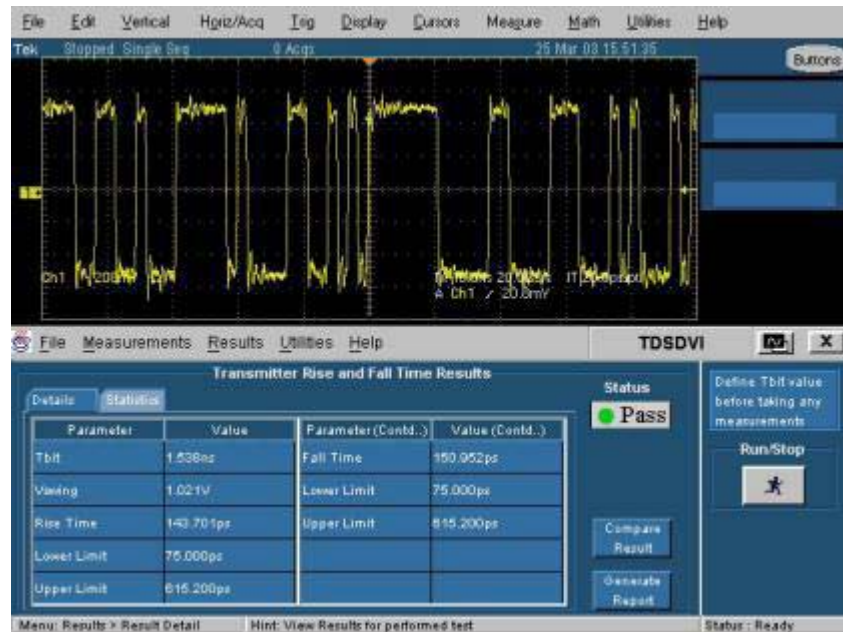 File Edit Vertical Horiz/Acq Trig Display Cursors Measure Math Utilities Help
Tek Stopped Single Seq 0 Acqs 25 Mar 03 15:51:35
Buttons
Ch1
A Ch1 20.0mV
File Measurements Results Utilities Help TDSDVI X
Transmitter Rise and Fall Time Results
Details Statistics
Status
Pass
Parameter Value Parameter (Contd..) Value (Contd..)
Tbit 1.538ns Fall Time 150.952ps
Vswing 1.021V Lower Limit 75.000ps
Rise Time 143.701ps Upper Limit 615.200ps
Lower Limit 75.000ps
Upper Limit 615.200ps
Compare
Result
Generate
Report
Define Tbit value
before taking any
measurements
Run/Stop
Menu: Results > Result Detail Hint: View Results for performed test Status : Ready